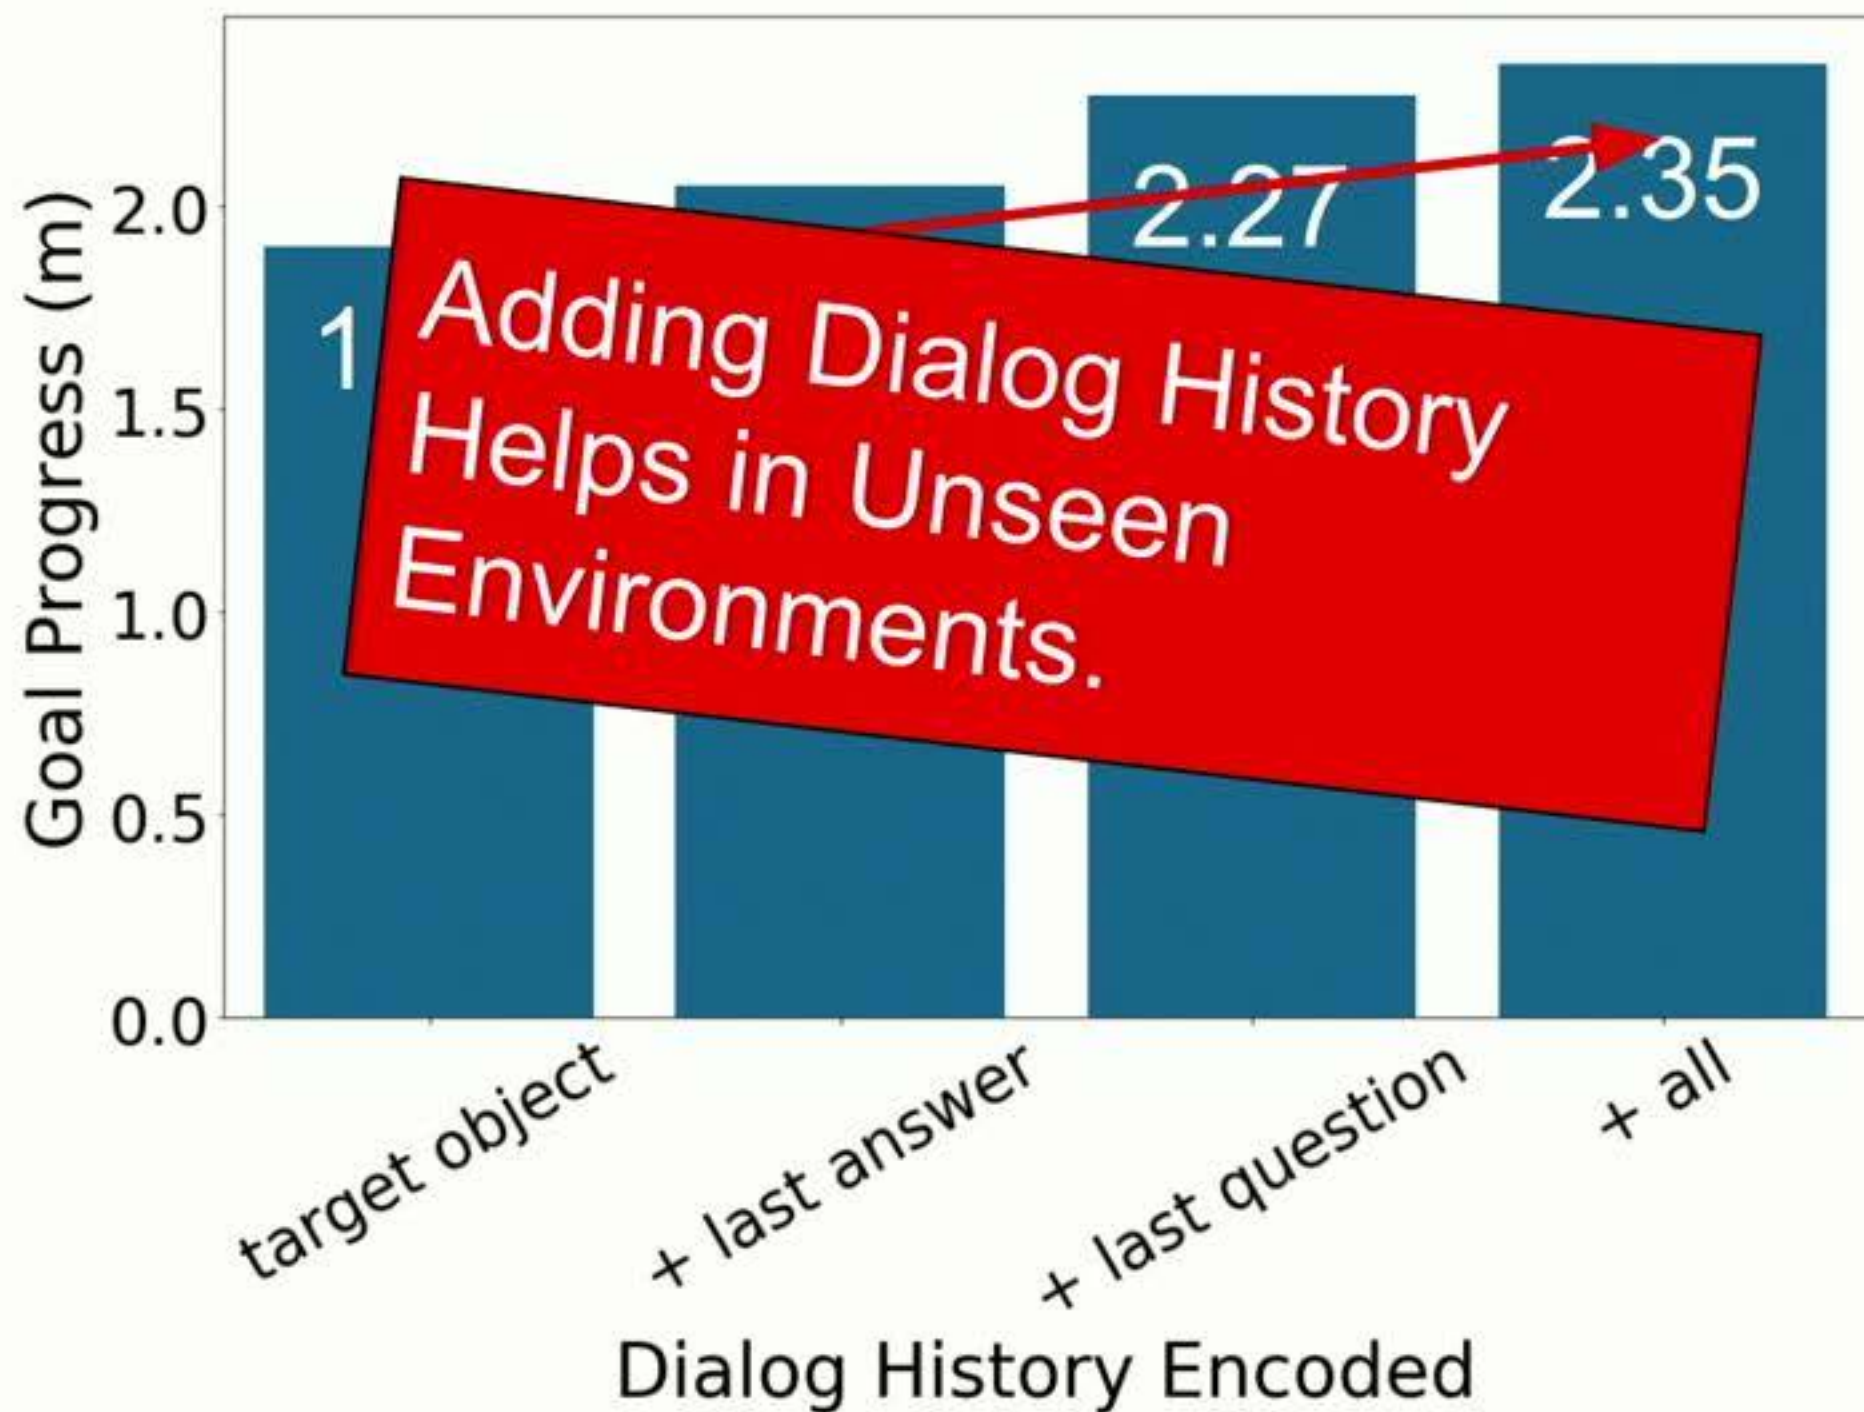 Goal Progress (m)
2.0
1.5
1.0
0.5
0.0
1
2.27
2.35
Adding Dialog History
Helps in Unseen
Environments.
target object
+ last answer
+ last question
+ all
Dialog History Encoded